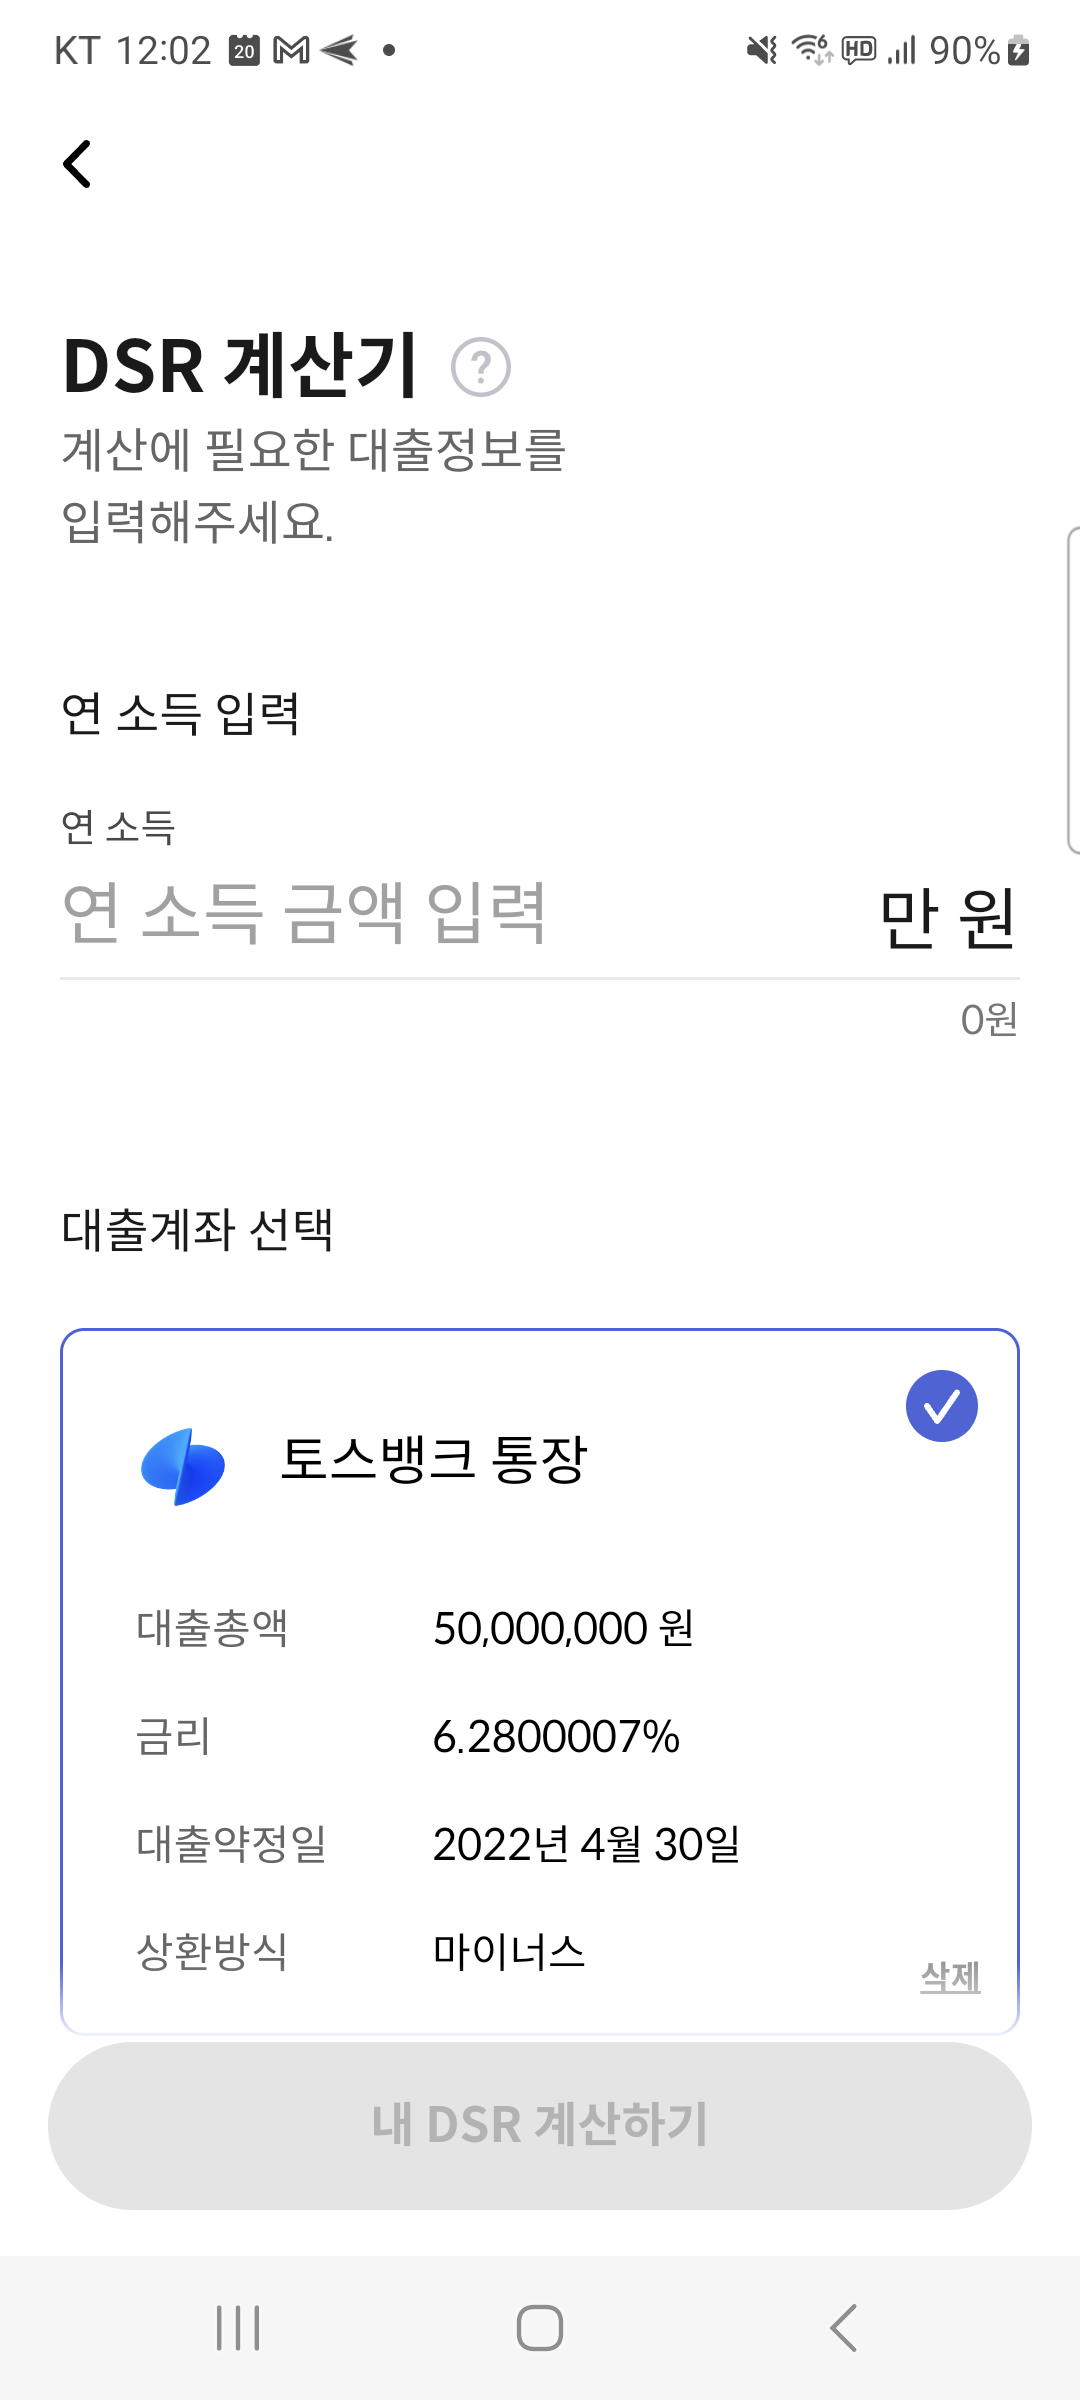 KT 12:02 20
HD 90%
DSR 계산기 ?
계산에 필요한 대출정보를
입력해주세요.
연 소득 입력
연 소득
연 소득 금액 입력 만 원
0원
대출계좌 선택
토스뱅크 통장
대출총액 50,000,000 원
금리 6.2800007%
대출약정일 2022년 4월 30일
상환방식 마이너스
삭제
내 DSR 계산하기